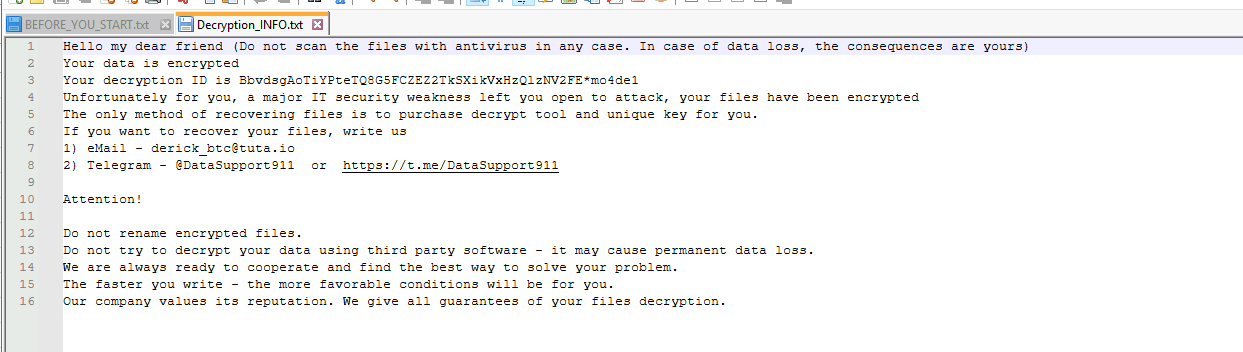 BEFORE_YOU_START.txt Decryption_INFO.txt
1 Hello my dear friend (Do not scan the files with antivirus in any case. In case of data loss, the consequences are yours)
2 Your data is encrypted
3 Your decryption ID is BbvdsgAoTiYPteTQ8G5FCZEZ2TkSXikVxHzQlzNV2FE*mo4de1
4 Unfortunately for you, a major IT security weakness left you open to attack, your files have been encrypted
5 The only method of recovering files is to purchase decrypt tool and unique key for you.
6 If you want to recover your files, write us
7 1) eMail - derick_btc@tuta.io
8 2) Telegram - @DataSupport911 or https://t.me/DataSupport911
9
10 Attention!
11
12 Do not rename encrypted files.
13 Do not try to decrypt your data using third party software - it may cause permanent data loss.
14 We are always ready to cooperate and find the best way to solve your problem.
15 The faster you write - the more favorable conditions will be for you.
16 Our company values its reputation. We give all guarantees of your files decryption.